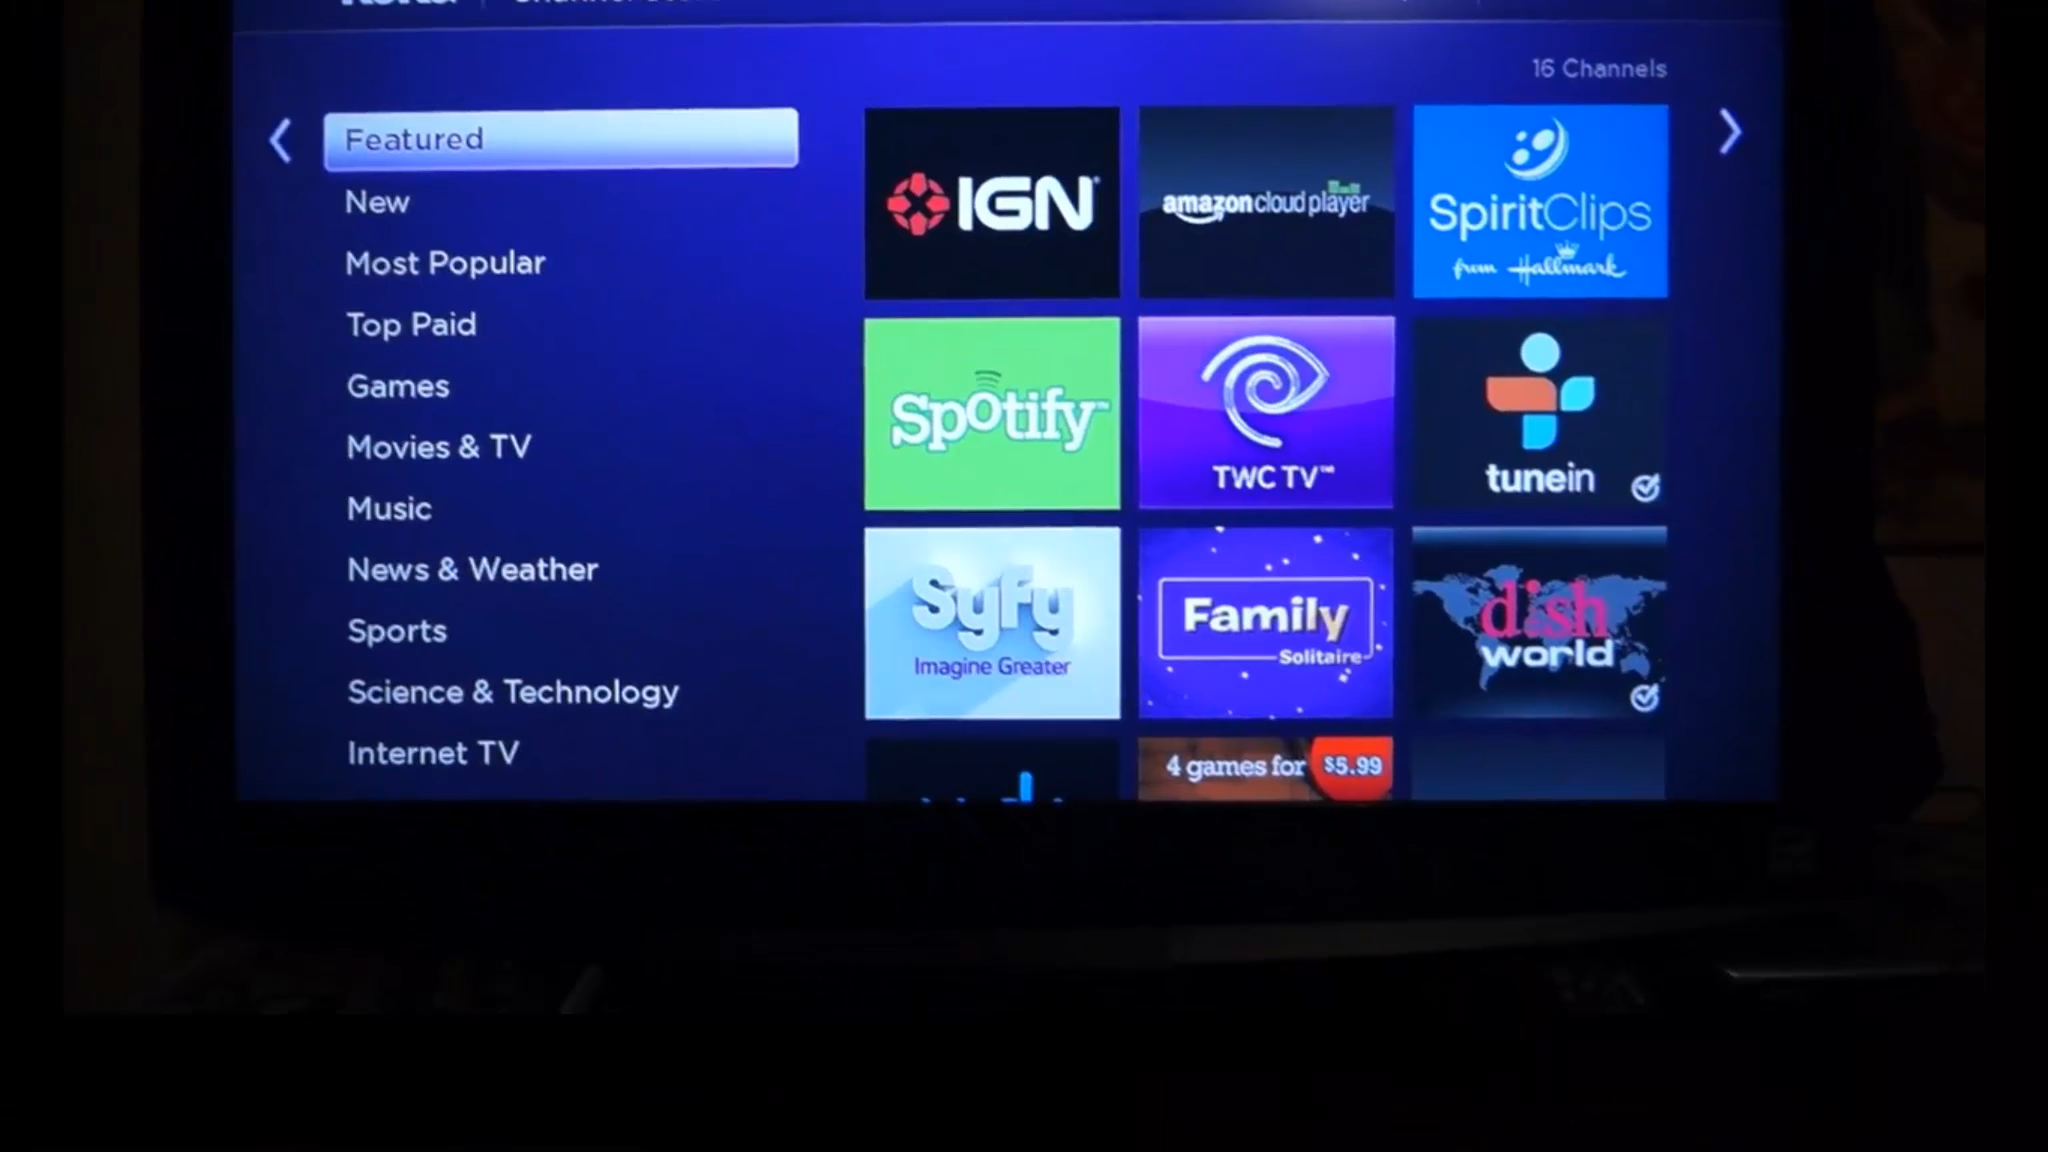 16 Channels
Featured
New
Most Popular
Top Paid
Games
Movies & TV
Music
News & Weather
Sports
Science & Technology
Internet TV
IGN
amazon cloud player
SpiritClips
from Hallmark
Spotify™
TWC TV™
tunein
Syfy
Imagine Greater
Family
Solitaire
dish
world
4 games for $5.99